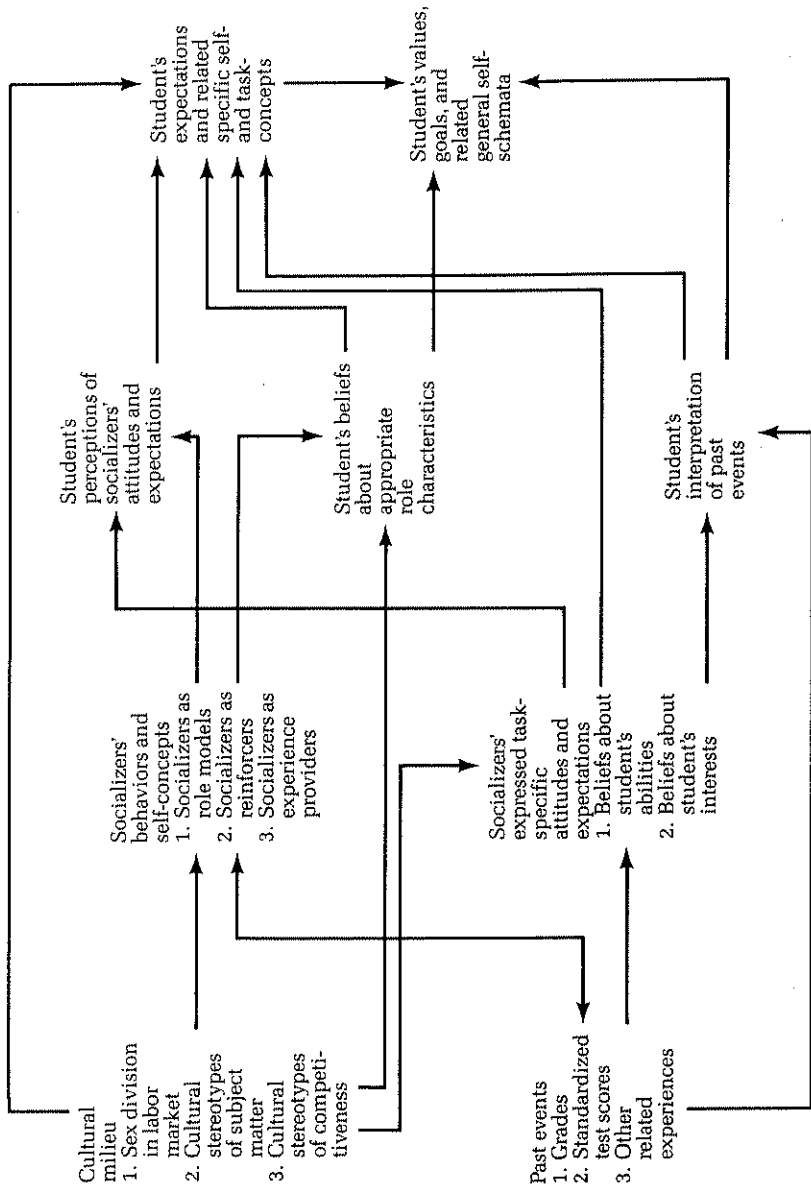 Cultural
milieu
1. Sex division
in labor
market
2. Cultural
stereotypes
of subject
matter
3. Cultural
stereotypes
of competi-
tiveness
Past events
1. Grades
2. Standardized
test scores
3. Other
related
experiences
Socializers'
behaviors and
self-concepts
1. Socializers as
role models
2. Socializers as
reinforcers
3. Socializers as
experience
providers
Socializers'
expressed task-
specific
attitudes and
expectations
1. Beliefs about
student's
abilities
2. Beliefs about
student's
interests
Student's
perceptions of
socializers'
attitudes and
expectations
Student's beliefs
about
appropriate
role
characteristics
Student's
interpretation
of past
events
Student's
expectations
and related
specific self-
and task-
concepts
Student's values,
goals, and
related
general self-
schemata